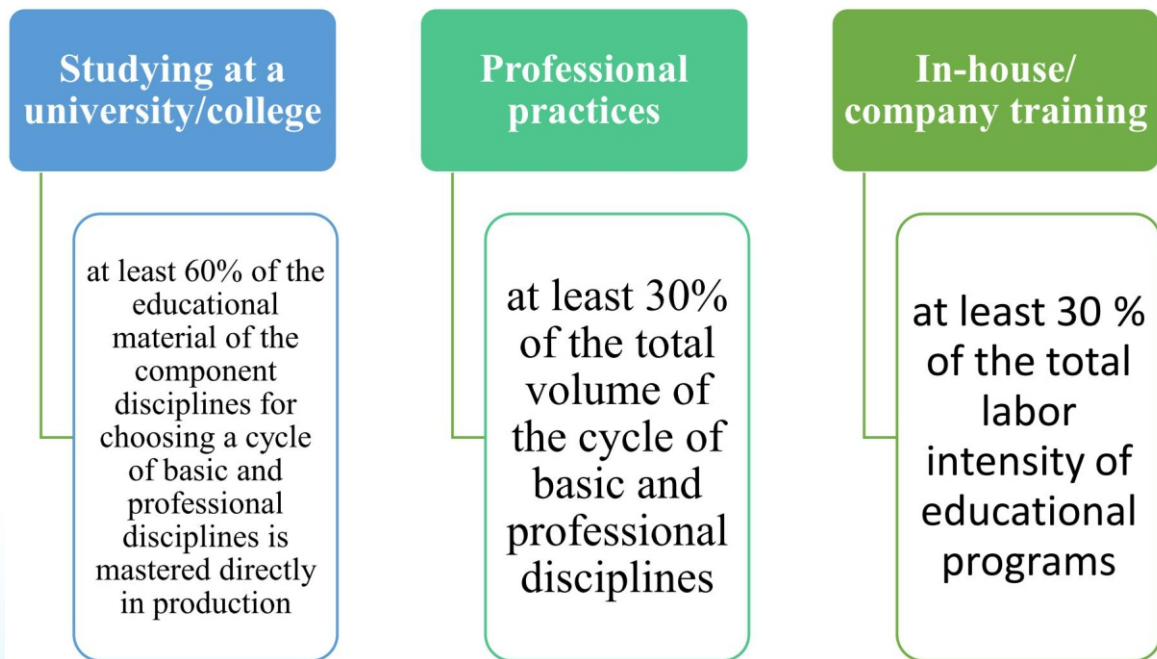 Studying at a
university/college
at least 60% of the
educational
material of the
component
disciplines for
choosing a cycle
of basic and
professional
disciplines is
mastered directly
in production
Professional
practices
at least 30%
of the total
volume of
the cycle of
basic and
professional
disciplines
In-house/
company training
at least 30 %
of the total
labor
intensity of
educational
programs